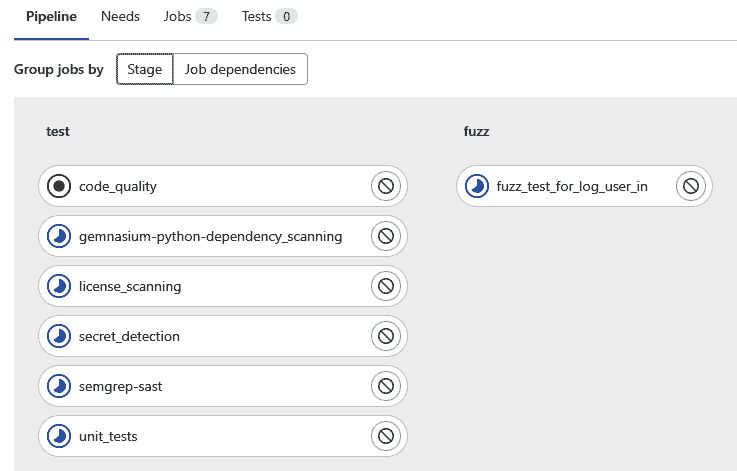 Pipeline Needs Jobs 7 Tests 0
Group jobs by Stage Job dependencies
test fuzz
code_quality fuzz_test_for_log_user_in
gemnasium-python-dependency_scanning
license_scanning
secret_detection
semgrep-sast
unit_tests